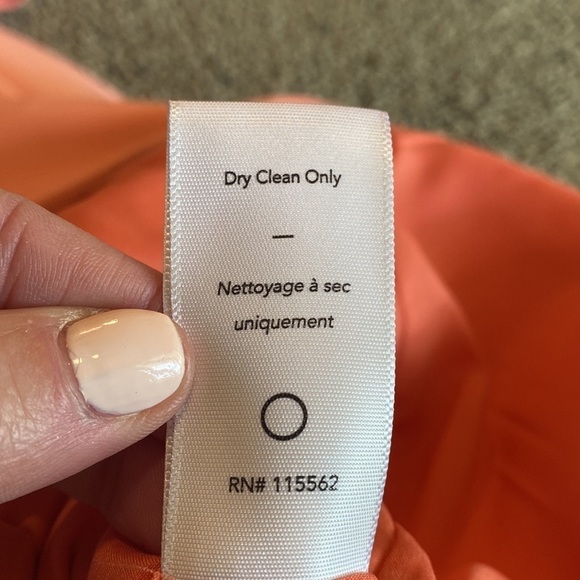 Dry Clean Only
—
Nettoyage à sec
uniquement
RN# 115562